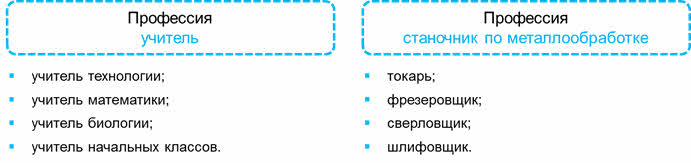 Профессия
учитель
учитель технологии;
учитель математики;
учитель биологии;
учитель начальных классов.
Профессия
станочник по металлообработке
токарь;
фрезеровщик;
сверловщик;
шлифовщик.